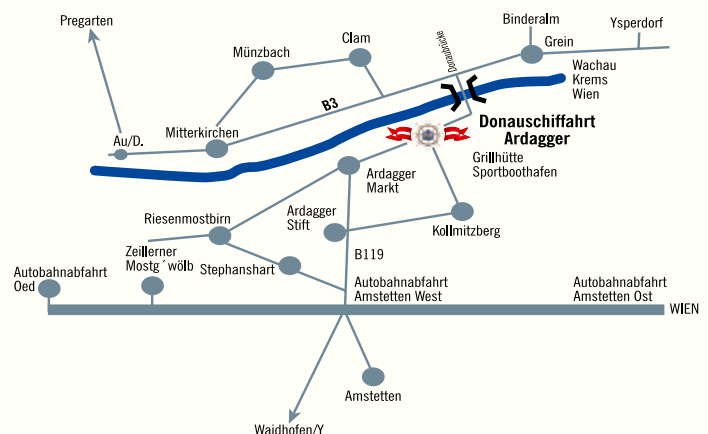 Pregarten
Binderalm
Grein
Ysperdorf
Clam
Münzbach
Donaubrücke
Wachau
Krems
Wien
B3
Au/D.
Mitterkirchen
Donauschiffahrt
Ardagger
Grillhütte
Sportboothafen
Ardagger
Markt
Riesenmostbirn
Ardagger
Stift
Kollmitzberg
Zeillerner
Mostg´wölb
B119
Stephanshart
Autobahnabfahrt
Oed
Autobahnabfahrt
Amstetten West
Autobahnabfahrt
Amstetten Ost
WIEN
Amstetten
Waidhofen/Y